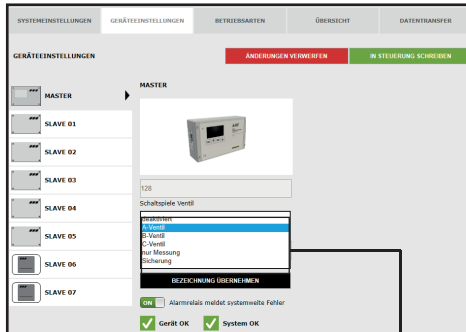 SYSTEMEINSTELLUNGEN GERÄTEEINSTELLUNGEN BETRIEBSARTEN ÜBERSICHT DATENTRANSFER
GERÄTEEINSTELLUNGEN ÄNDERUNGEN VERWERFEN IN STEUERUNG SCHREIBEN
MASTER
MASTER
SLAVE 01
SLAVE 02
SLAVE 03
SLAVE 04
SLAVE 05
SLAVE 06
SLAVE 07
128
Schaltspiele Ventil
deaktiviert
A-Ventil
B-Ventil
C-Ventil
nur Messung
Sicherung
BEZEICHNUNG ÜBERNEHMEN
ON Alarmrelais meldet systemweite Fehler
Gerät OK System OK